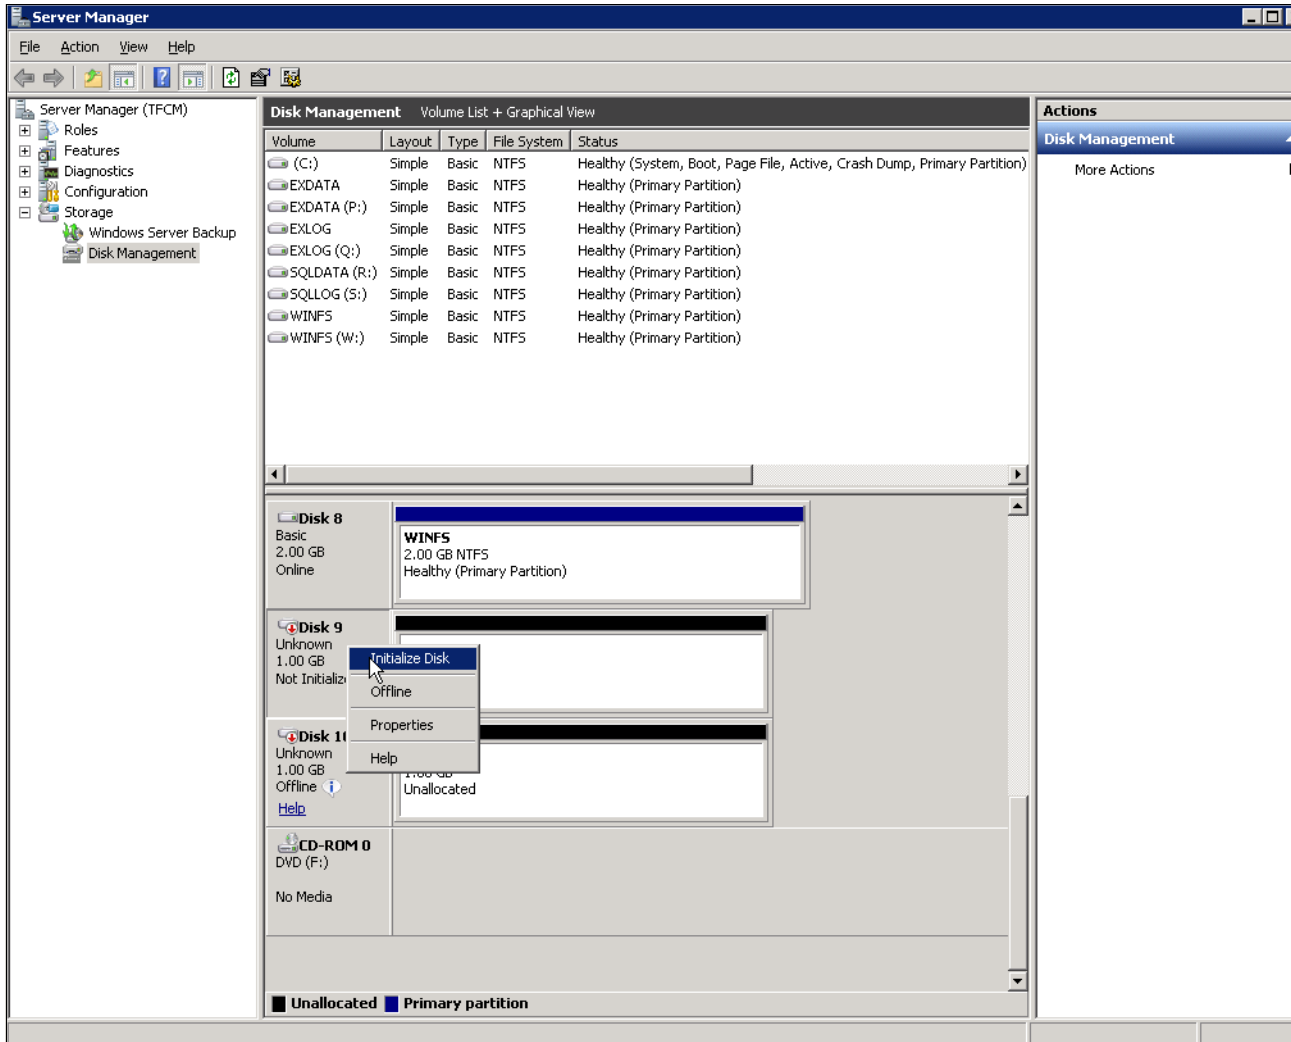 Server Manager
File Action View Help
Server Manager (TFCM)
Roles
Features
Diagnostics
Configuration
Storage
Windows Server Backup
Disk Management
Disk Management Volume List + Graphical View
Volume Layout Type File System Status
(C:) Simple Basic NTFS Healthy (System, Boot, Page File, Active, Crash Dump, Primary Partition)
EXDATA Simple Basic NTFS Healthy (Primary Partition)
EXDATA (P:) Simple Basic NTFS Healthy (Primary Partition)
EXLOG Simple Basic NTFS Healthy (Primary Partition)
EXLOG (Q:) Simple Basic NTFS Healthy (Primary Partition)
SQLDATA (R:) Simple Basic NTFS Healthy (Primary Partition)
SQLLOG (S:) Simple Basic NTFS Healthy (Primary Partition)
WINFS Simple Basic NTFS Healthy (Primary Partition)
WINFS (W:) Simple Basic NTFS Healthy (Primary Partition)
Disk 8
Basic
2.00 GB
Online
WINFS
2.00 GB NTFS
Healthy (Primary Partition)
Disk 9
Unknown
1.00 GB
Not Initialize
Initialize Disk
Offline
Properties
Help
Disk 1
Unknown
1.00 GB
Offline
Help
1.00 GB
Unallocated
CD-ROM 0
DVD (F:)
No Media
Unallocated Primary partition
Actions
Disk Management
More Actions